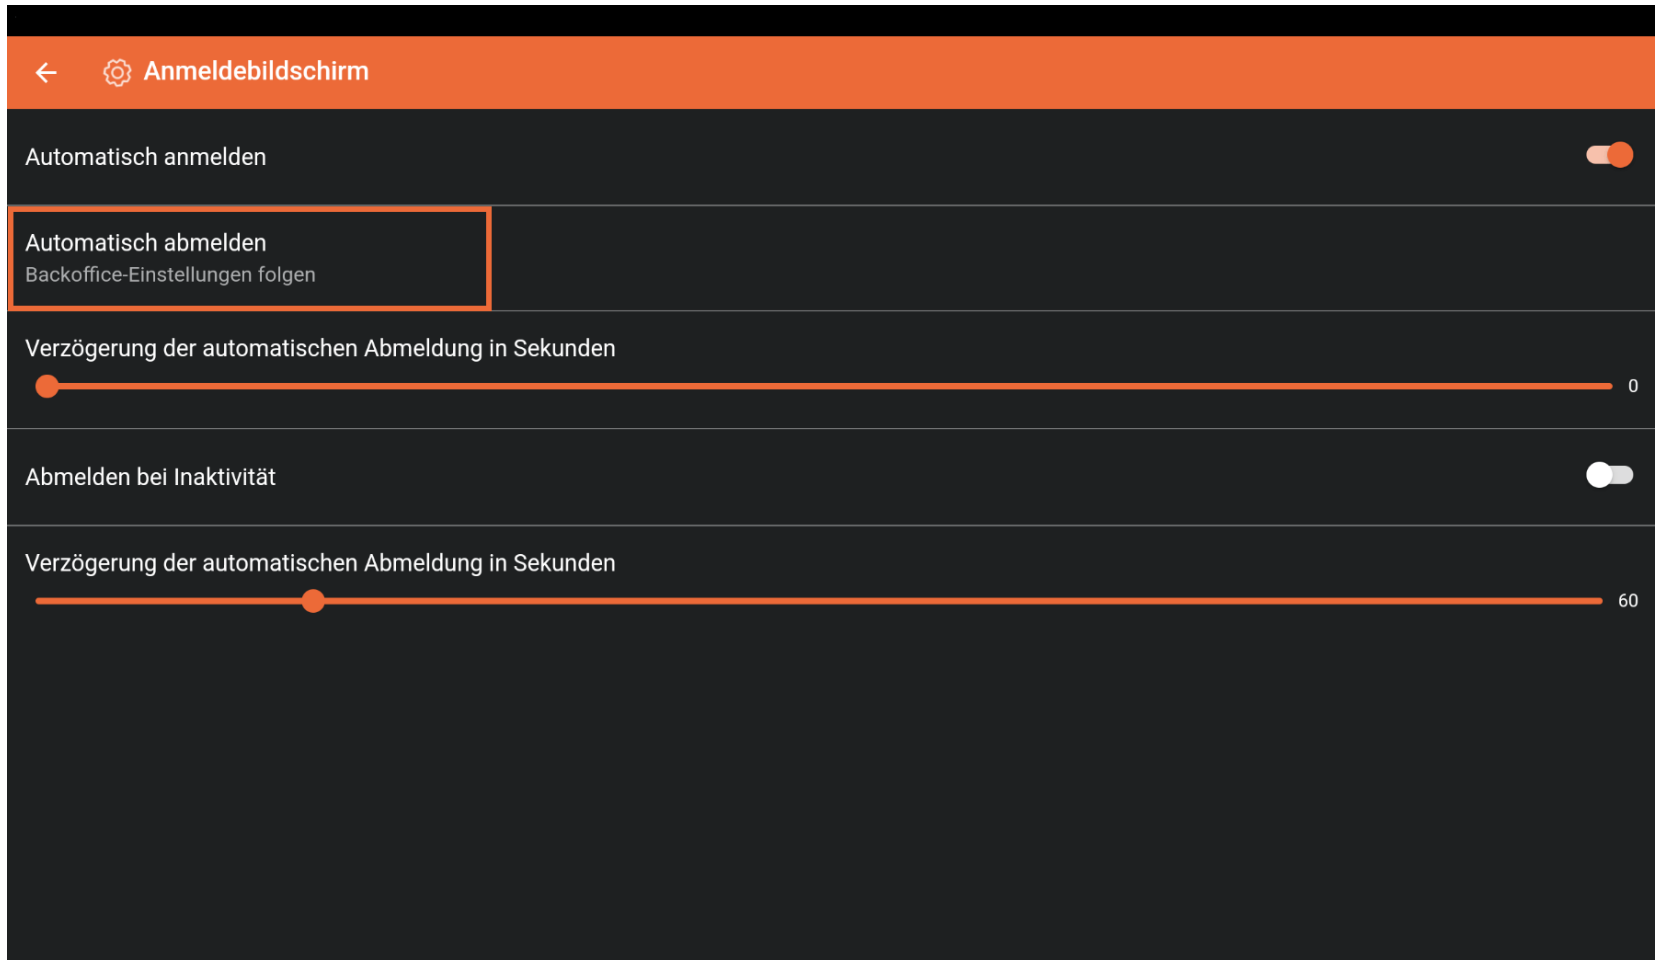 Anmeldebildschirm
Automatisch anmelden
Automatisch abmelden
Backoffice-Einstellungen folgen
Verzögerung der automatischen Abmeldung in Sekunden
0
Abmelden bei Inaktivität
Verzögerung der automatischen Abmeldung in Sekunden
60